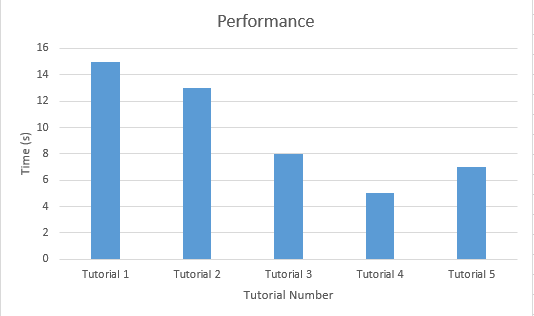 Performance
Time (s)
16
14
12
10
8
6
4
2
0
Tutorial 1
Tutorial 2
Tutorial 3
Tutorial 4
Tutorial 5
Tutorial Number